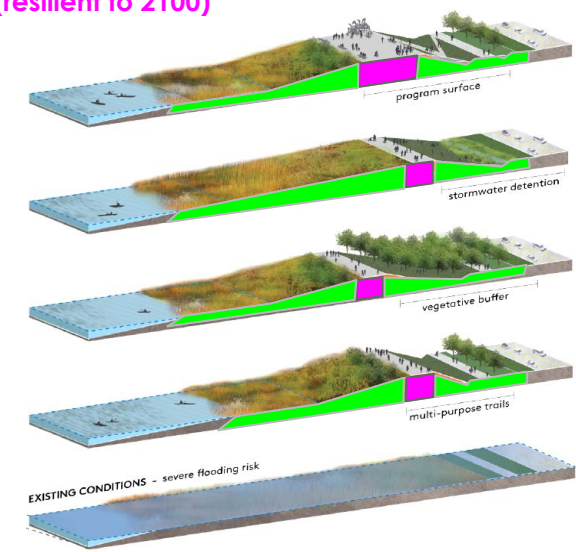 (resilient to 2100)
program surface
stormwater detention
vegetative buffer
multi-purpose trails
EXISTING CONDITIONS - severe flooding risk